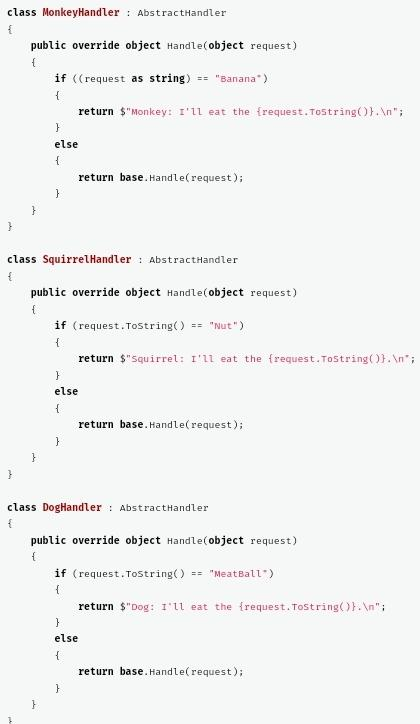 class MonkeyHandler : AbstractHandler
{
    public override object Handle(object request)
    {
        if ((request as string) == "Banana")
        {
            return $"Monkey: I'll eat the {request.ToString()}.\n";
        }
        else
        {
            return base.Handle(request);
        }
    }
}

class SquirrelHandler : AbstractHandler
{
    public override object Handle(object request)
    {
        if (request.ToString() == "Nut")
        {
            return $"Squirrel: I'll eat the {request.ToString()}.\n";
        }
        else
        {
            return base.Handle(request);
        }
    }
}

class DogHandler : AbstractHandler
{
    public override object Handle(object request)
    {
        if (request.ToString() == "MeatBall")
        {
            return $"Dog: I'll eat the {request.ToString()}.\n";
        }
        else
        {
            return base.Handle(request);
        }
    }
}